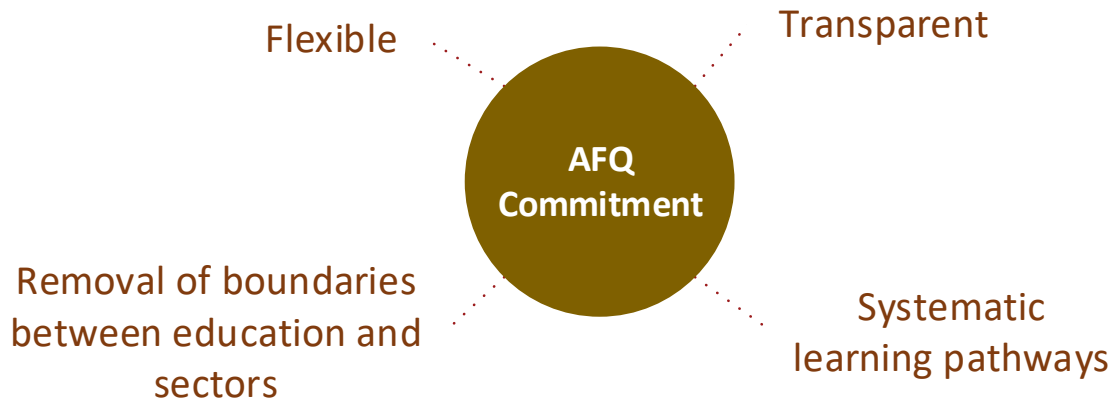 Flexible
Transparent
AFQ
Commitment
Removal of boundaries
between education and
sectors
Systematic
learning pathways